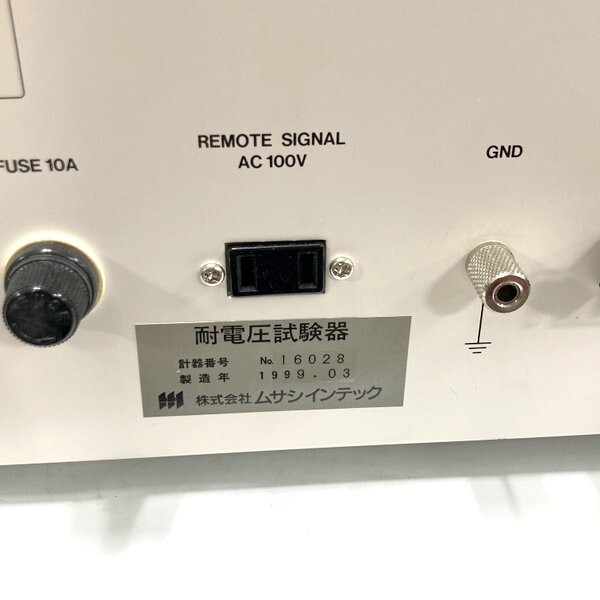 FUSE 10A
REMOTE SIGNAL
AC 100V
GND
耐電圧試験器
計器番号 No. 16028
製造年 1999.03
株式会社 ムサシインテック